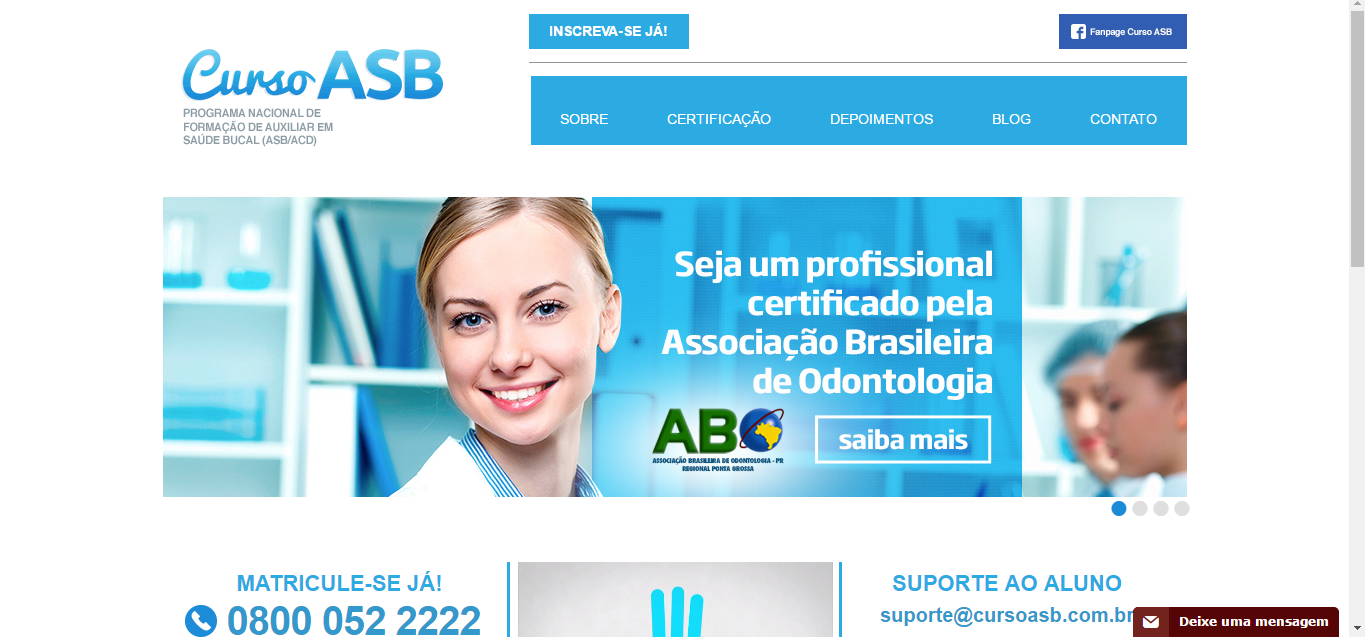 INSCREVA-SE JÁ!
Fanpage Curso ASB
Curso ASB
PROGRAMA NACIONAL DE
FORMAÇÃO DE AUXILIAR EM
SAÚDE BUCAL (ASB/ACD)
SOBRE
CERTIFICAÇÃO
DEPOIMENTOS
BLOG
CONTATO
Seja um profissional
certificado pela
Associação Brasileira
de Odontologia
ABO
ASSOCIAÇÃO BRASILEIRA DE ODONTOLOGIA - PR
REGIONAL PONTA GROSSA
saiba mais
MATRICULE-SE JÁ!
0800 052 2222
SUPORTE AO ALUNO
suporte@cursoasb.com.br
Deixe uma mensagem